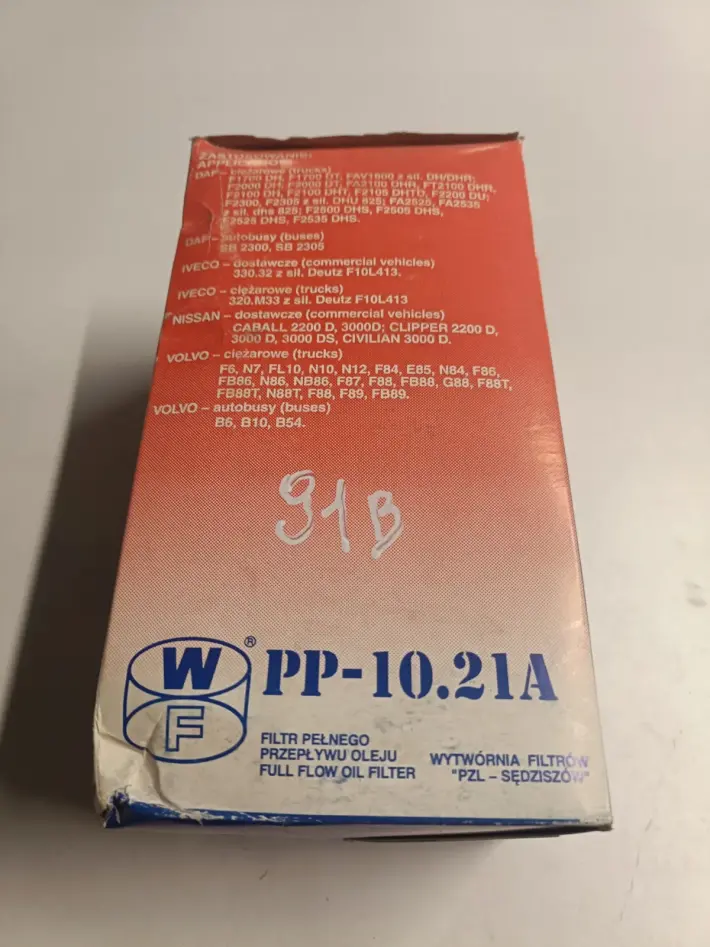 ZASTOSOWANIE:
APPLICATIONS:
DAF – ciężarowe (trucks)
F1700 DH, F1700 DT, FAV1600 z sil. DH/DHR;
F2000 DH, F2000 DT, FA2100 DHR, FT2100 DHR,
F2100 DH, F2100 DHT, F2105 DHTD, F2200 DU;
F2300, F2305 z sil. DHU 825; FA2525, FA2535
z sil. dhs 825; F2500 DHS, F2505 DHS,
F2525 DHS, F2535 DHS.
DAF – autobusy (buses)
SB 2300, SB 2305
IVECO – dostawcze (commercial vehicles)
330.32 z sil. Deutz F10L413.
IVECO – ciężarowe (trucks)
320.M33 z sil. Deutz F10L413
NISSAN – dostawcze (commercial vehicles)
CABALL 2200 D, 3000D; CLIPPER 2200 D,
3000 D, 3000 DS, CIVILIAN 3000 D.
VOLVO – ciężarowe (trucks)
F6, N7, FL10, N10, N12, F84, E85, N84, F86,
FB86, N86, NB86, F87, F88, FB88, G88, F88T,
FB88T, N88T, F88, F89, FB89.
VOLVO – autobusy (buses)
B6, B10, B54.
91B
WF ® PP-10.21A
FILTR PEŁNEGO
PRZEPŁYWU OLEJU
FULL FLOW OIL FILTER
WYTWÓRNIA FILTRÓW
"PZL – SĘDZISZÓW"